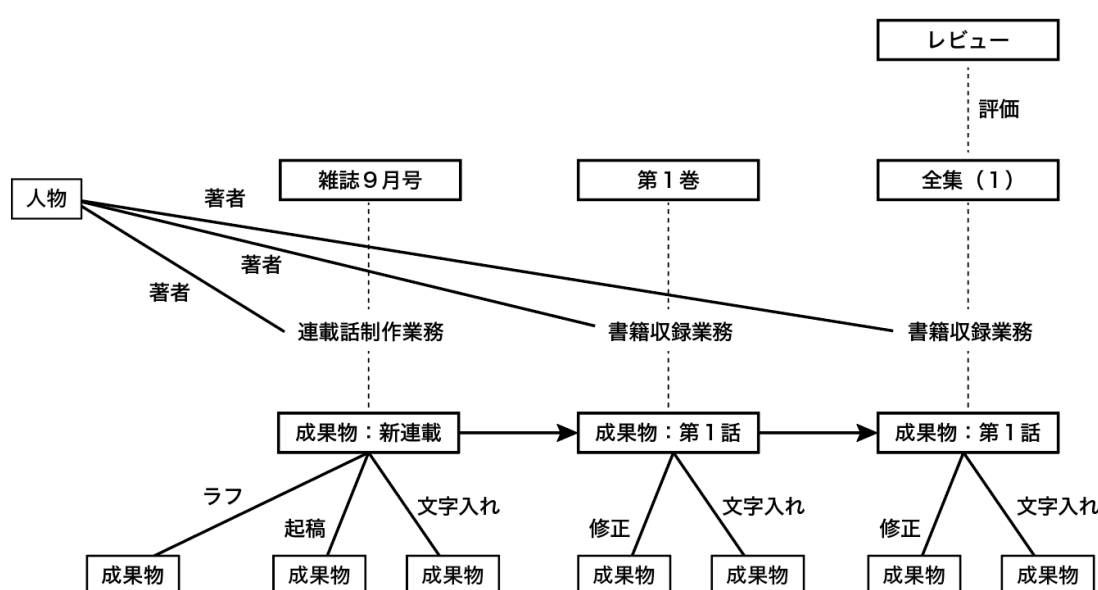 レビュー
評価
雑誌９月号
第１巻
全集（１）
人物
著者
著者
著者
連載話制作業務
書籍収録業務
書籍収録業務
成果物：新連載
成果物：第１話
成果物：第１話
ラフ
起稿
文字入れ
修正
文字入れ
修正
文字入れ
成果物
成果物
成果物
成果物
成果物
成果物
成果物